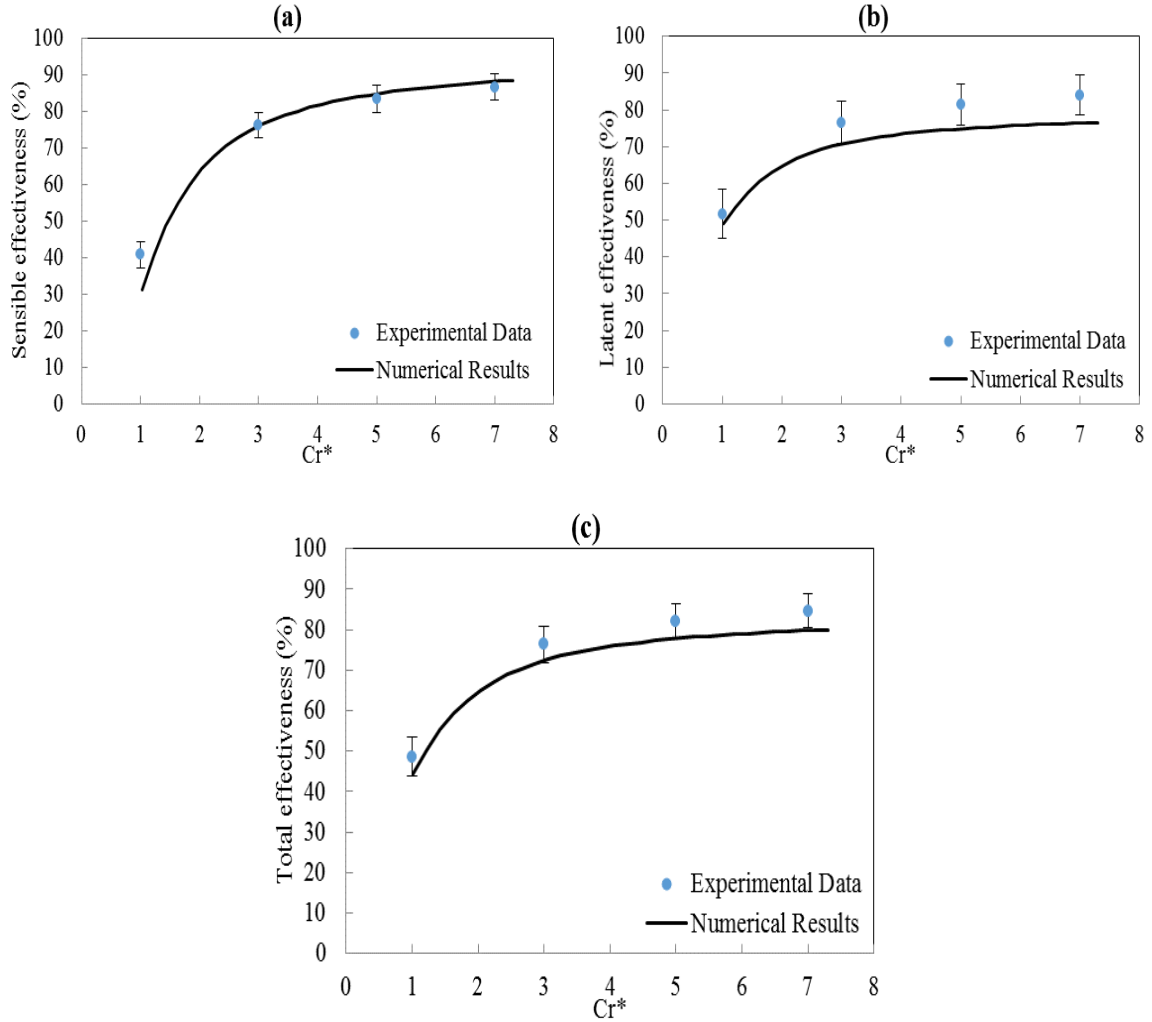 (a)
100
90
80
70
60
50
40
30
20
10
0
Sensible effectiveness (%)
Experimental Data
Numerical Results
0 1 2 3 4 5 6 7 8
Cr*
(b)
100
90
80
70
60
50
40
30
20
10
0
Latent effectiveness (%)
Experimental Data
Numerical Results
0 1 2 3 4 5 6 7 8
Cr*
(c)
100
90
80
70
60
50
40
30
20
10
0
Total effectiveness (%)
Experimental Data
Numerical Results
0 1 2 3 4 5 6 7 8
Cr*